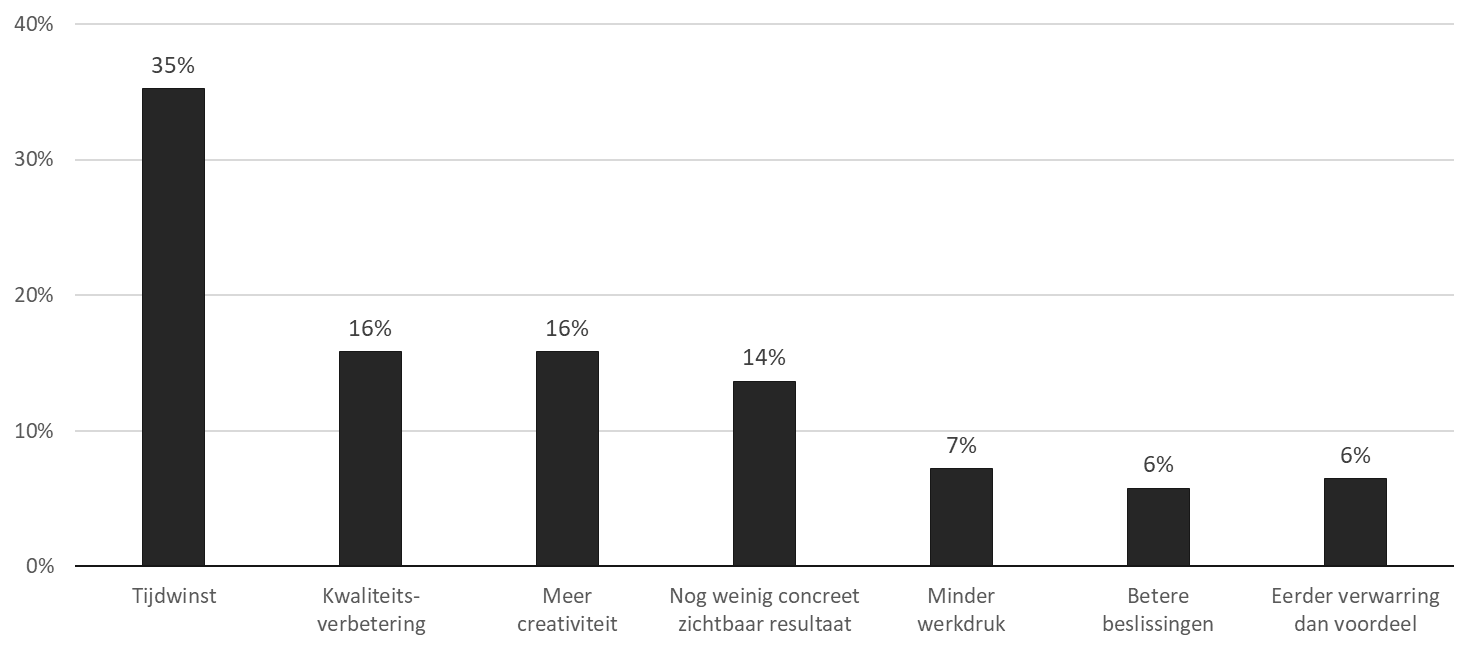 40%
35%
30%
20%
16%
16%
14%
10%
7%
6%
6%
0%
Tijdwinst
Kwaliteits-
verbetering
Meer
creativiteit
Nog weinig concreet
zichtbaar resultaat
Minder
werkdruk
Betere
beslissingen
Eerder verwarring
dan voordeel